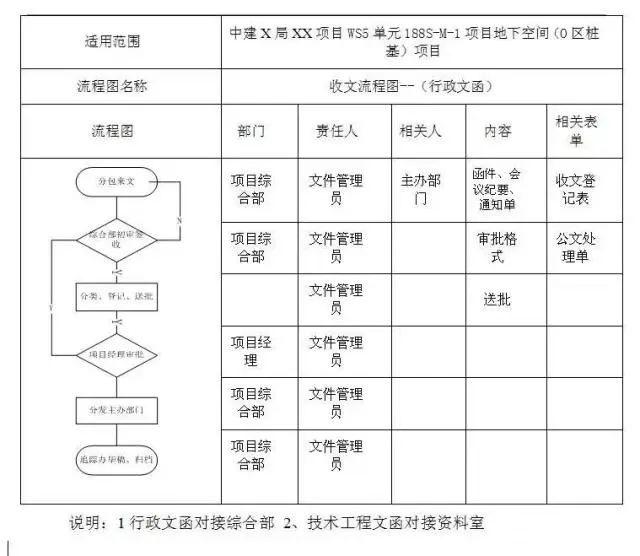 适用范围
中建X局XX项目WS5单元188S-M-1项目地下空间(0区桩
基)项目
流程图名称
收文流程图--(行政文函)
流程图
部门
责任人
相关人
内容
相关表
单
分包来文
N
综合部初审签
收
Y
分类、登记、送批
Y
Y
项目经理审批
分发主办部门
追踪办毕稿、归档
项目综
合部
文件管理
员
主办部
门
函件、会
议纪要、
通知单
收文登
记表
项目综
合部
文件管理
员
审批格
式
公文处
理单
文件管理
员
送批
项目经
理
文件管理
员
项目综
合部
文件管理
员
项目综
合部
文件管理
员
说明:1行政文函对接综合部 2、技术工程文函对接资料室